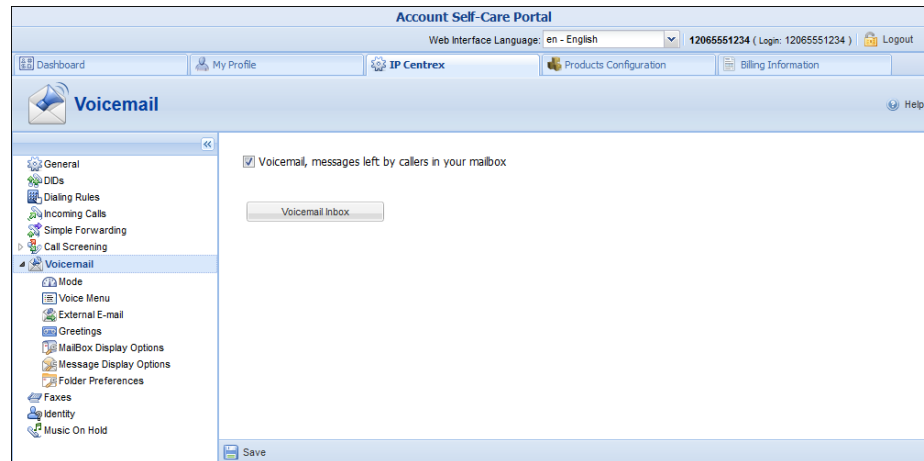 Account Self-Care Portal
Web Interface Language: en - English 12065551234 ( Login: 12065551234 ) Logout
Dashboard My Profile IP Centrex Products Configuration Billing Information
Voicemail Help
General
DIDs
Dialing Rules
Incoming Calls
Simple Forwarding
Call Screening
Voicemail
Mode
Voice Menu
External E-mail
Greetings
MailBox Display Options
Message Display Options
Folder Preferences
Faxes
Identity
Music On Hold
Voicemail, messages left by callers in your mailbox
Voicemail Inbox
Save